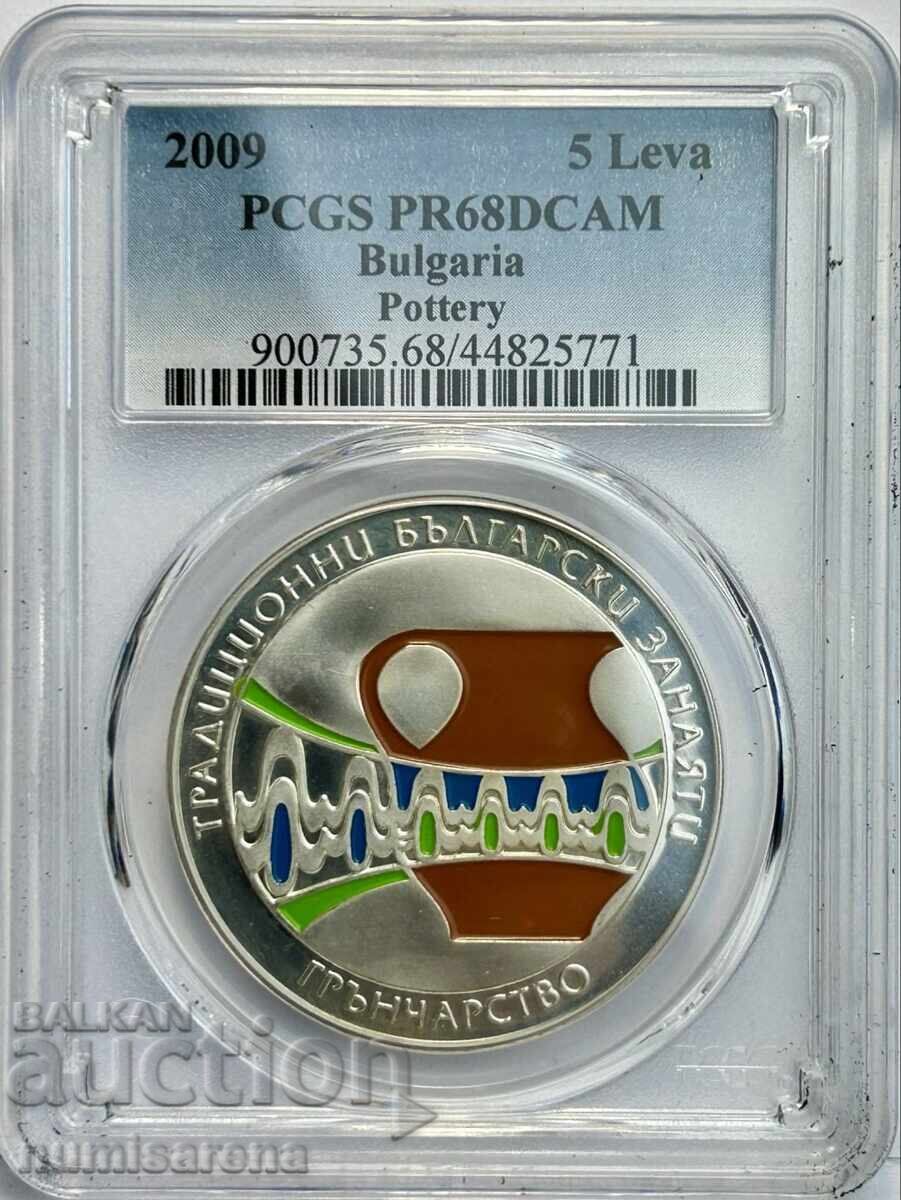 2009 5 Leva
PCGS PR68DCAM
Bulgaria
Pottery
900735.68/44825771
ТРАДИЦИОННИ БЪЛГАРСКИ ЗАНАЯТИ
ГРЪНЧАРСТВО
BALKAN
auction
numisarena